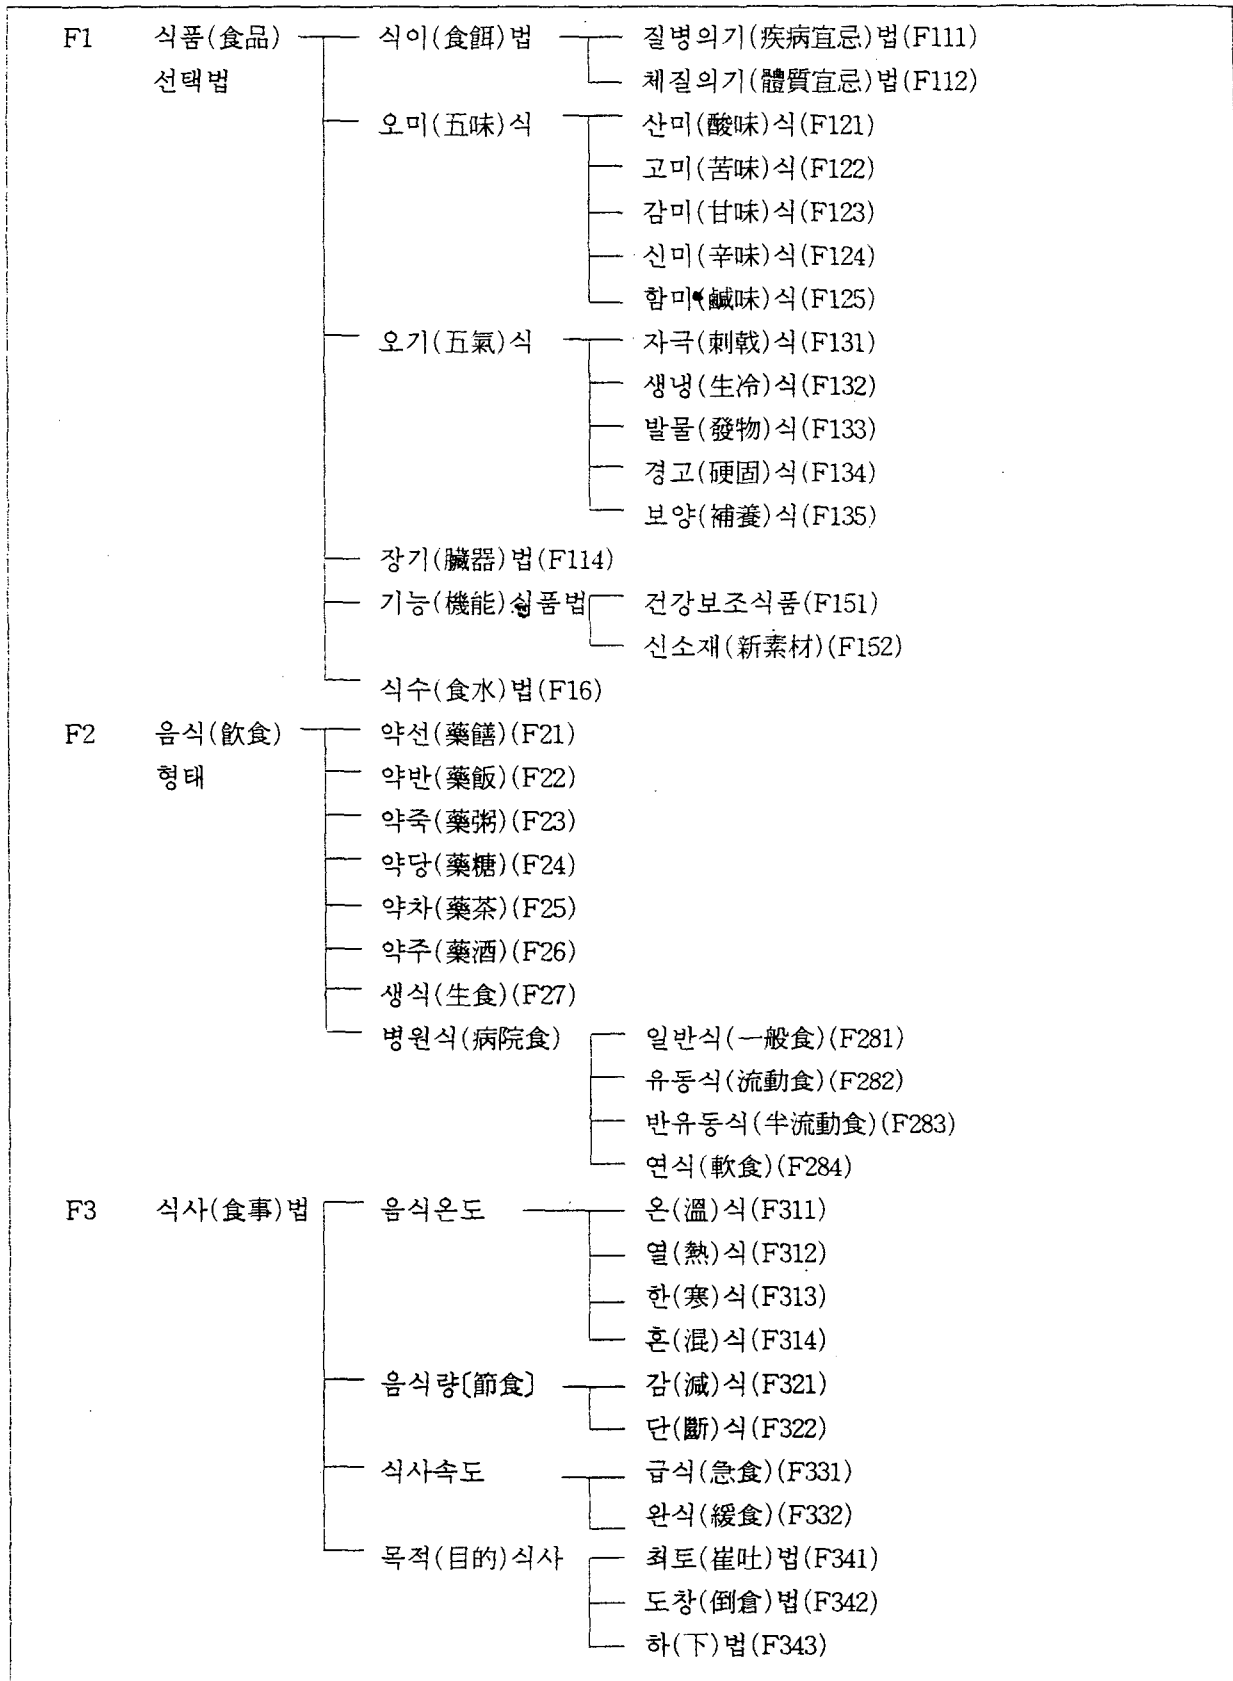 F1 식품(食品) 식이(食餌)법 질병의기(疾病宜忌)법(F111)
선택법 체질의기(體質宜忌)법(F112)
오미(五味)식 산미(酸味)식(F121)
고미(苦味)식(F122)
감미(甘味)식(F123)
신미(辛味)식(F124)
함미(鹹味)식(F125)
오기(五氣)식 자극(刺戟)식(F131)
생냉(生冷)식(F132)
발물(發物)식(F133)
경고(硬固)식(F134)
보양(補養)식(F135)
장기(臟器)법(F114)
기능(機能)식품법 건강보조식품(F151)
신소재(新素材)(F152)
식수(食水)법(F16)
F2 음식(飮食) 약선(藥饍)(F21)
형태 약반(藥飯)(F22)
약죽(藥粥)(F23)
약당(藥糖)(F24)
약차(藥茶)(F25)
약주(藥酒)(F26)
생식(生食)(F27)
병원식(病院食) 일반식(一般食)(F281)
유동식(流動食)(F282)
반유동식(半流動食)(F283)
연식(軟食)(F284)
F3 식사(食事)법 음식온도 온(溫)식(F311)
열(熱)식(F312)
한(寒)식(F313)
혼(混)식(F314)
음식량〔節食〕 감(減)식(F321)
단(斷)식(F322)
식사속도 급식(急食)(F331)
완식(緩食)(F332)
목적(目的)식사 최토(崔吐)법(F341)
도창(倒倉)법(F342)
하(下)법(F343)